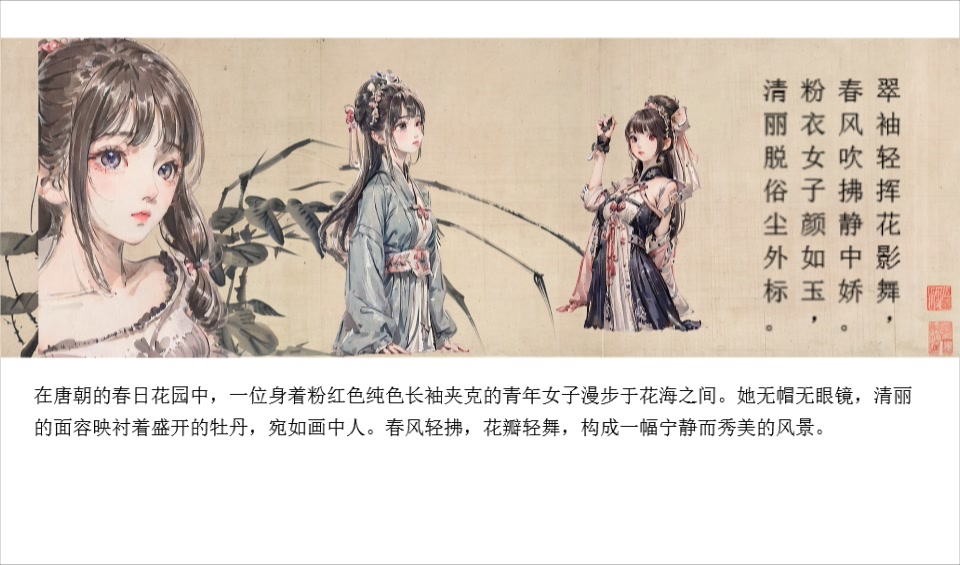 翠袖轻挥花影舞，
春风吹拂静中娇。
粉衣女子颜如玉，
清丽脱俗尘外标。
在唐朝的春日花园中，一位身着粉红色纯色长袖夹克的青年女子漫步于花海之间。她无帽无眼镜，清丽
的面容映衬着盛开的牡丹，宛如画中人。春风轻拂，花瓣轻舞，构成一幅宁静而秀美的风景。